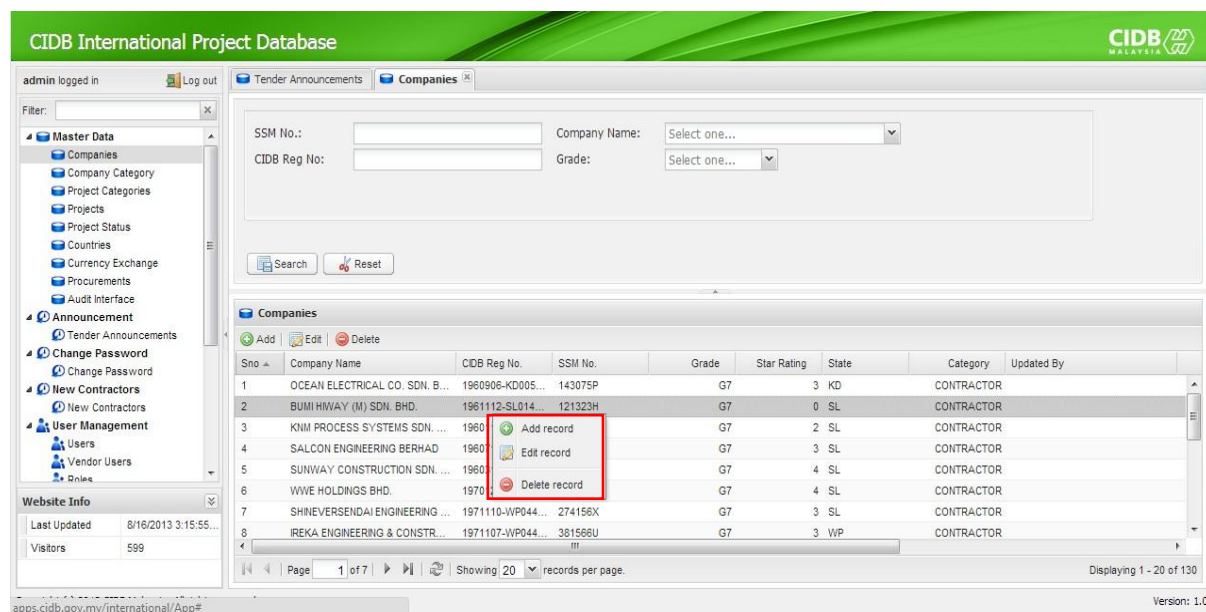 CIDB International Project Database
CIDB
MALAYSIA
admin logged in Log out
Tender Announcements Companies
Filter:
Master Data
Companies
Company Category
Project Categories
Projects
Project Status
Countries
Currency Exchange
Procurements
Audit Interface
Announcement
Tender Announcements
Change Password
Change Password
New Contractors
New Contractors
User Management
Users
Vendor Users
Roles
Website Info
Last Updated 8/16/2013 3:15:55...
Visitors 599
SSM No.: Company Name: Select one...
CIDB Reg No: Grade: Select one...
Search Reset
Companies
Add Edit Delete
Sno Company Name CIDB Reg No. SSM No. Grade Star Rating State Category Updated By
1 OCEAN ELECTRICAL CO. SDN. B... 1960906-KD005... 143075P G7 3 KD CONTRACTOR
2 BUMI HIWAY (M) SDN. BHD. 1961112-SL014... 121323H G7 0 SL CONTRACTOR
3 KNM PROCESS SYSTEMS SDN. ... G7 2 SL CONTRACTOR
4 SALCON ENGINEERING BERHAD G7 3 SL CONTRACTOR
5 SUNWAY CONSTRUCTION SDN. ... G7 4 SL CONTRACTOR
6 WWE HOLDINGS BHD. G7 4 SL CONTRACTOR
7 SHINEVERSENDAI ENGINEERING ... 1971110-WP044... 274156X G7 3 SL CONTRACTOR
8 IREKA ENGINEERING & CONSTR... 1971107-WP044... 381566U G7 3 WP CONTRACTOR
Add record
Edit record
Delete record
Page 1 of 7 Showing 20 records per page. Displaying 1 - 20 of 130
apps.cidb.gov.my/international/App#
Version: 1.0